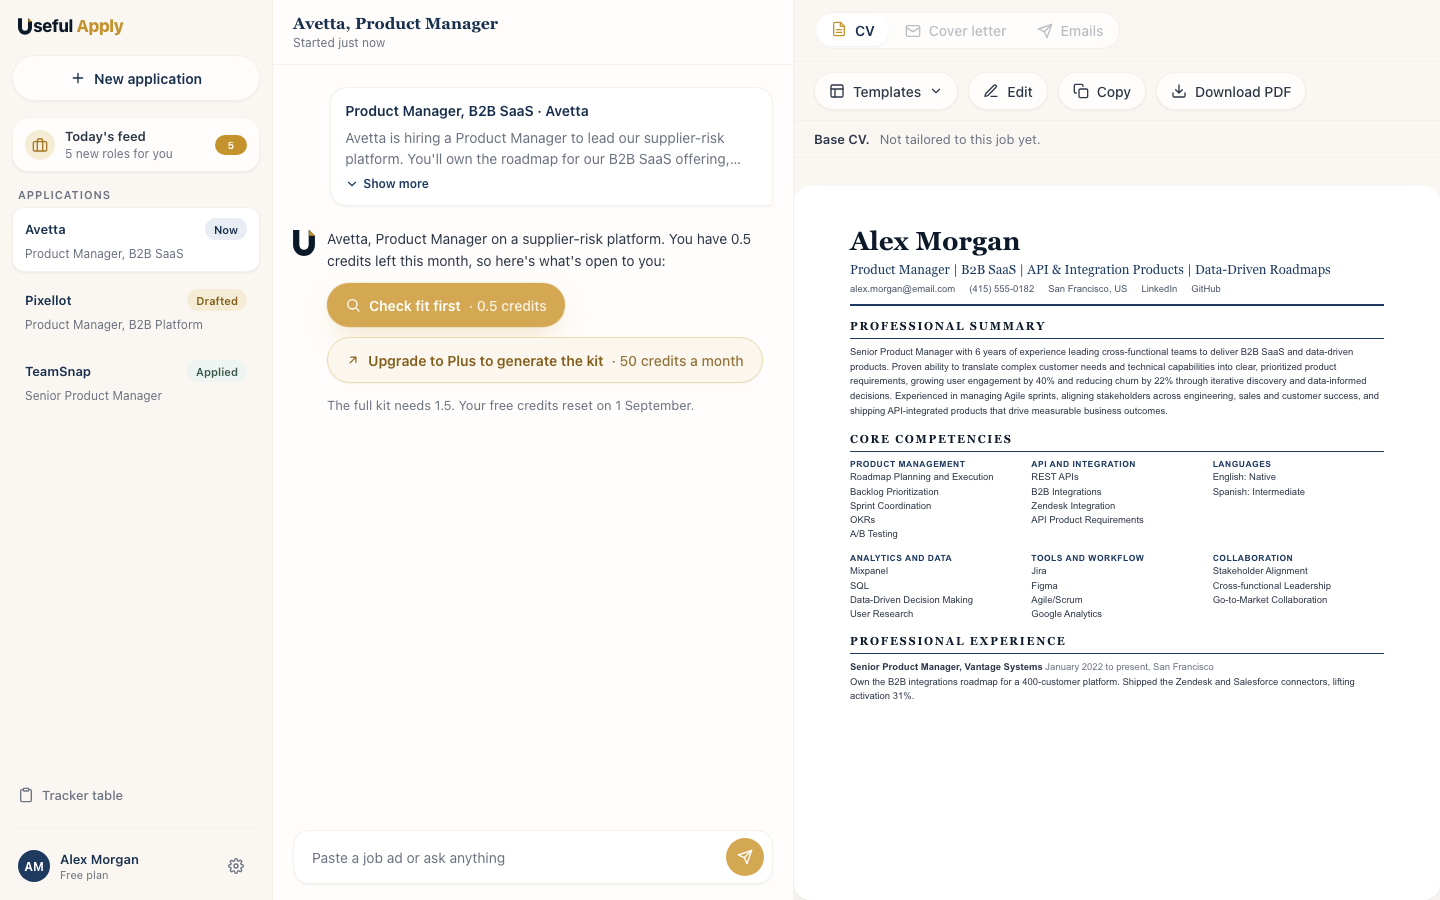 Useful Apply
New application
Today's feed
5 new roles for you
5
APPLICATIONS
Avetta
Now
Product Manager, B2B SaaS
Pixellot
Drafted
Product Manager, B2B Platform
TeamSnap
Applied
Senior Product Manager
Tracker table
AM
Alex Morgan
Free plan
Avetta, Product Manager
Started just now
Product Manager, B2B SaaS · Avetta
Avetta is hiring a Product Manager to lead our supplier-risk
platform. You'll own the roadmap for our B2B SaaS offering,...
Show more
Avetta, Product Manager on a supplier-risk platform. You have 0.5
credits left this month, so here's what's open to you:
Check fit first · 0.5 credits
Upgrade to Plus to generate the kit · 50 credits a month
The full kit needs 1.5. Your free credits reset on 1 September.
Paste a job ad or ask anything
CV
Cover letter
Emails
Templates
Edit
Copy
Download PDF
Base CV. Not tailored to this job yet.
Alex Morgan
Product Manager | B2B SaaS | API & Integration Products | Data-Driven Roadmaps
alex.morgan@email.com (415) 555-0182 San Francisco, US LinkedIn GitHub
PROFESSIONAL SUMMARY
Senior Product Manager with 6 years of experience leading cross-functional teams to deliver B2B SaaS and data-driven
products. Proven ability to translate complex customer needs and technical capabilities into clear, prioritized product
requirements, growing user engagement by 40% and reducing churn by 22% through iterative discovery and data-informed
decisions. Experienced in managing Agile sprints, aligning stakeholders across engineering, sales and customer success, and
shipping API-integrated products that drive measurable business outcomes.
CORE COMPETENCIES
PRODUCT MANAGEMENT
Roadmap Planning and Execution
Backlog Prioritization
Sprint Coordination
OKRs
A/B Testing
API AND INTEGRATION
REST APIs
B2B Integrations
Zendesk Integration
API Product Requirements
LANGUAGES
English: Native
Spanish: Intermediate
ANALYTICS AND DATA
Mixpanel
SQL
Data-Driven Decision Making
User Research
TOOLS AND WORKFLOW
Jira
Figma
Agile/Scrum
Google Analytics
COLLABORATION
Stakeholder Alignment
Cross-functional Leadership
Go-to-Market Collaboration
PROFESSIONAL EXPERIENCE
Senior Product Manager, Vantage Systems January 2022 to present, San Francisco
Own the B2B integrations roadmap for a 400-customer platform. Shipped the Zendesk and Salesforce connectors, lifting
activation 31%.